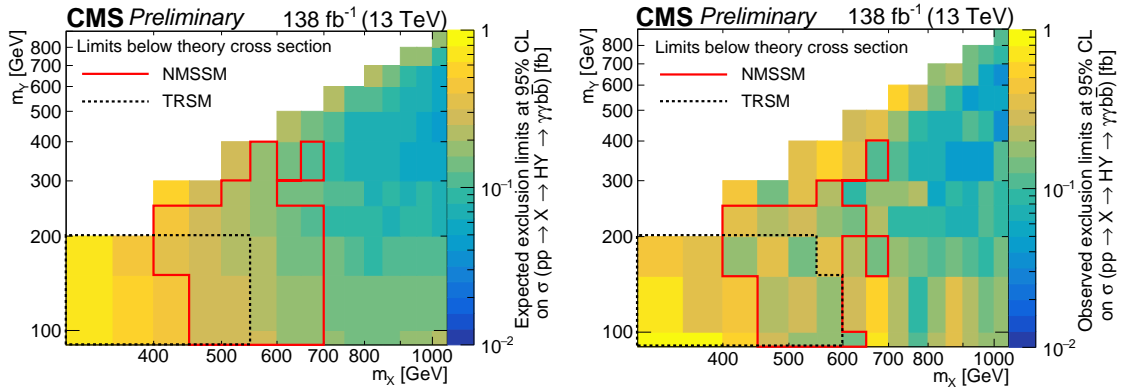 CMS Preliminary 138 fb⁻¹ (13 TeV)
Limits below theory cross section
NMSSM
TRSM
m_Y [GeV]
800
700
600
500
400
300
200
100
400 500 600 700 800 1000
m_X [GeV]
1
10⁻¹
10⁻²
Expected exclusion limits at 95% CL
on σ (pp → X → HY → γγbb̅) [fb]
CMS Preliminary 138 fb⁻¹ (13 TeV)
Limits below theory cross section
NMSSM
TRSM
m_Y [GeV]
800
700
600
500
400
300
200
100
400 500 600 700 800 1000
m_X [GeV]
1
10⁻¹
10⁻²
Observed exclusion limits at 95% CL
on σ (pp → X → HY → γγbb̅) [fb]